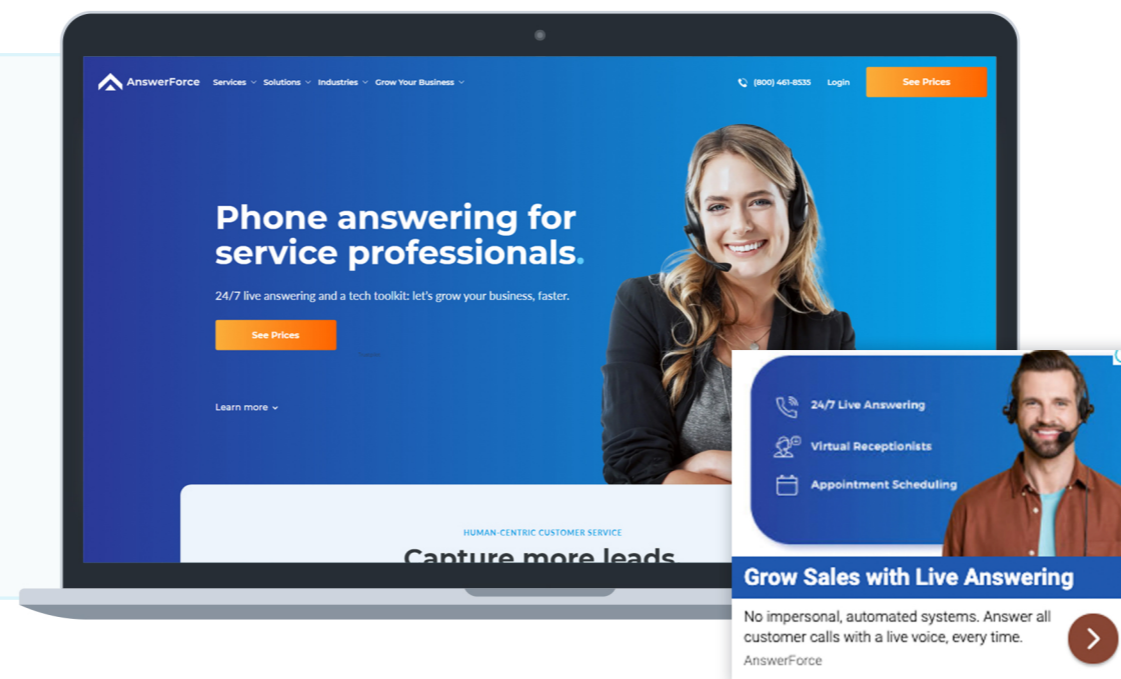 AnswerForce Services Solutions Industries Grow Your Business (800) 461-8535 Login See Prices
Phone answering for
service professionals.
24/7 live answering and a tech toolkit: let's grow your business, faster.
See Prices
Learn more
HUMAN-CENTRIC CUSTOMER SERVICE
Capture more leads
24/7 Live Answering
Virtual Receptionists
Appointment Scheduling
Grow Sales with Live Answering
No impersonal, automated systems. Answer all
customer calls with a live voice, every time.
AnswerForce